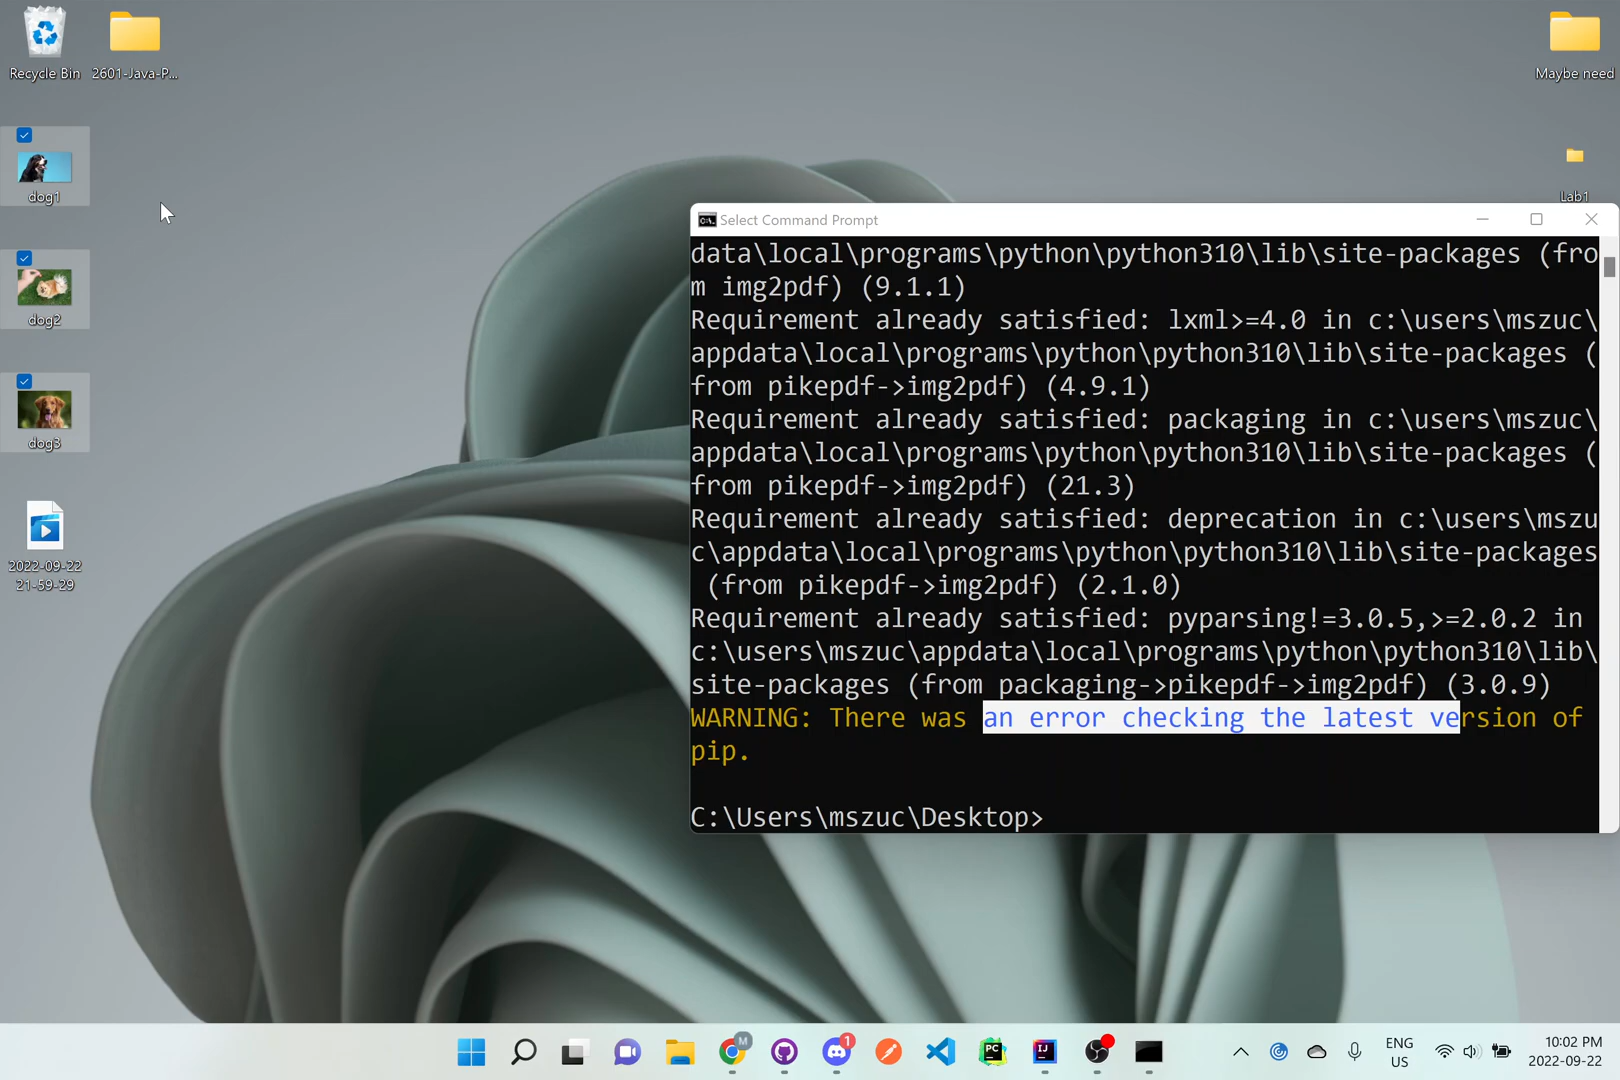 Recycle Bin
2601-Java-P...
Maybe need
dog1
Lab1
Select Command Prompt
data\local\programs\python\python310\lib\site-packages (fro
m img2pdf) (9.1.1)
Requirement already satisfied: lxml>=4.0 in c:\users\mszuc\
appdata\local\programs\python\python310\lib\site-packages (
from pikepdf->img2pdf) (4.9.1)
Requirement already satisfied: packaging in c:\users\mszuc\
appdata\local\programs\python\python310\lib\site-packages (
from pikepdf->img2pdf) (21.3)
Requirement already satisfied: deprecation in c:\users\mszu
c\appdata\local\programs\python\python310\lib\site-packages
(from pikepdf->img2pdf) (2.1.0)
Requirement already satisfied: pyparsing!=3.0.5,>=2.0.2 in
c:\users\mszuc\appdata\local\programs\python\python310\lib\
site-packages (from packaging->pikepdf->img2pdf) (3.0.9)
WARNING: There was an error checking the latest version of
pip.
C:\Users\mszuc\Desktop>
dog2
dog3
2022-09-22
21-59-29
M
1
PC
IJ
ENG
US
10:02 PM
2022-09-22